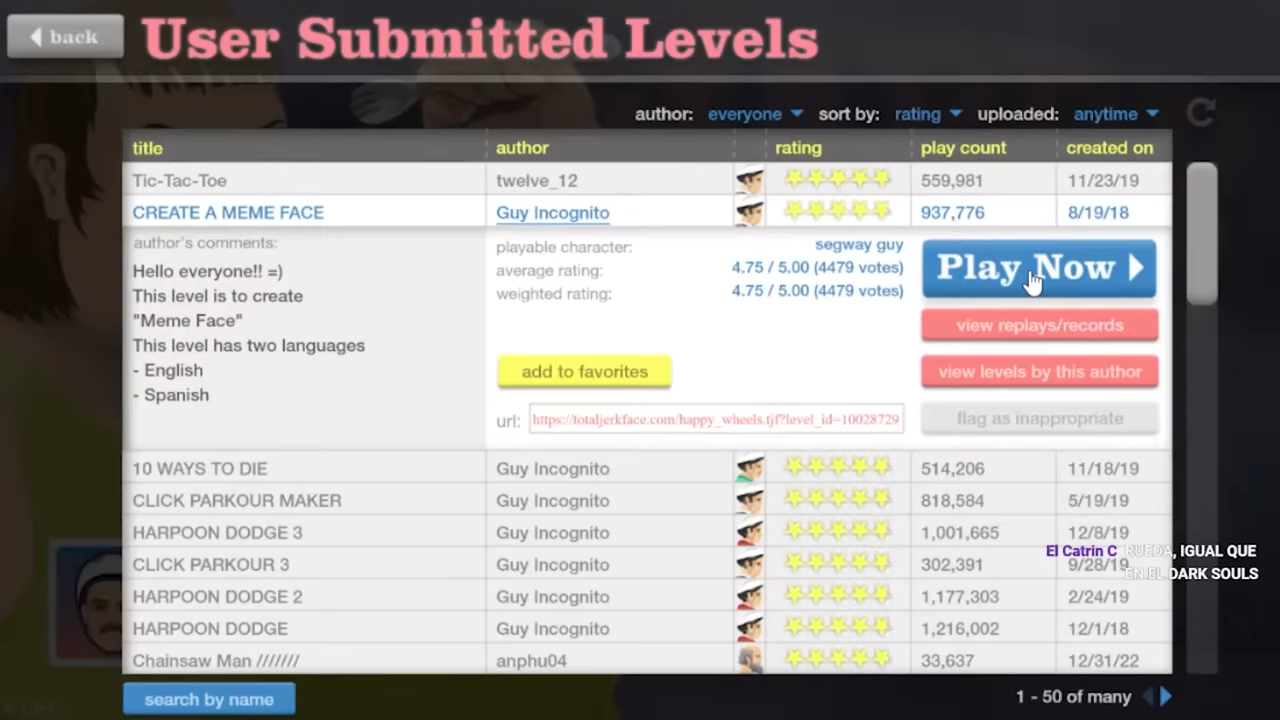 back
User Submitted Levels
author: everyone sort by: rating uploaded: anytime
title author rating play count created on
Tic-Tac-Toe twelve_12 559,981 11/23/19
CREATE A MEME FACE Guy Incognito 937,776 8/19/18
author's comments:
Hello everyone!! =)
This level is to create
"Meme Face"
This level has two languages
- English
- Spanish
playable character: segway guy
average rating: 4.75 / 5.00 (4479 votes)
weighted rating: 4.75 / 5.00 (4479 votes)
add to favorites
url: https://totaljerkface.com/happy_wheels.tjf?level_id=10028729
Play Now
view replays/records
view levels by this author
flag as inappropriate
10 WAYS TO DIE Guy Incognito 514,206 11/18/19
CLICK PARKOUR MAKER Guy Incognito 818,584 5/19/19
HARPOON DODGE 3 Guy Incognito 1,001,665 12/8/19
El Catrin C RUEDA, IGUAL QUE
EN EL DARK SOULS
CLICK PARKOUR 3 Guy Incognito 302,391 9/28/19
HARPOON DODGE 2 Guy Incognito 1,177,303 2/24/19
HARPOON DODGE Guy Incognito 1,216,002 12/1/18
Chainsaw Man /////// anphu04 33,637 12/31/22
search by name
1 - 50 of many